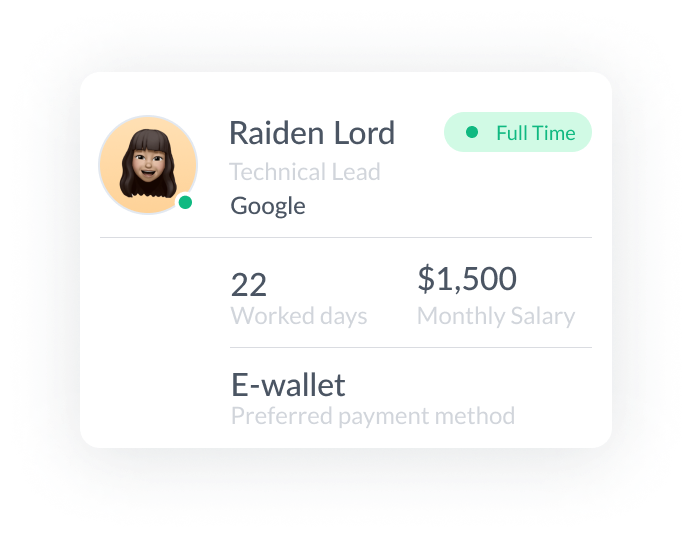 Raiden Lord
Full Time
Technical Lead
Google
22
Worked days
$1,500
Monthly Salary
E-wallet
Preferred payment method